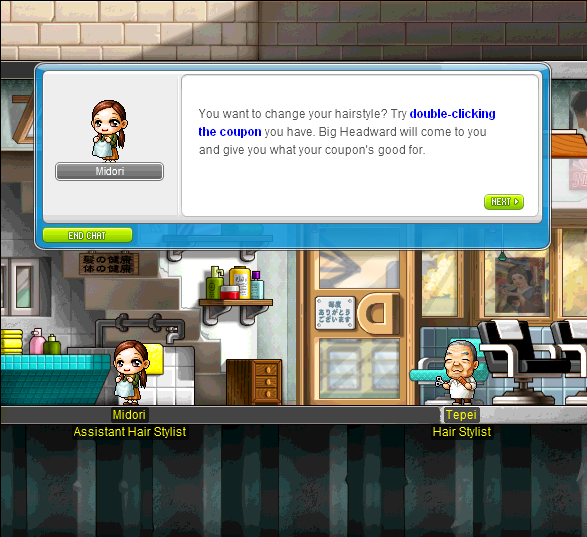 You want to change your hairstyle? Try double-clicking
the coupon you have. Big Headward will come to you
and give you what your coupon's good for.
Midori
NEXT
END CHAT
髪の健康
体の健康
毎度
ありがとう
ございます
Midori
Assistant Hair Stylist
Tepei
Hair Stylist